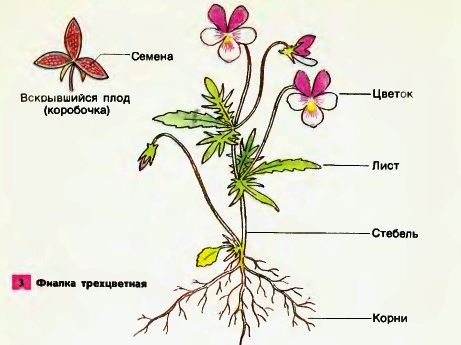 Семена
Вскрывшийся плод
(коробочка)
Цветок
Лист
Стебель
3 Фиалка трехцветная
Корни